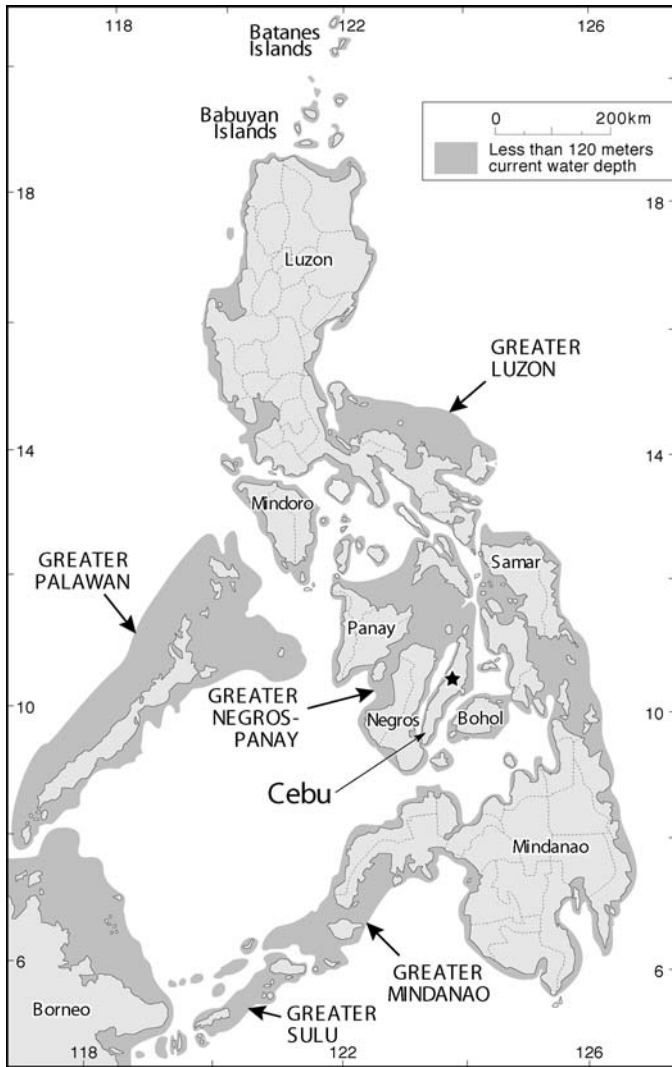 118
122
126
Batanes
Islands
Babuyan
Islands
0 200km
Less than 120 meters
current water depth
18
18
Luzon
GREATER
LUZON
14
14
Mindoro
GREATER
PALAWAN
Samar
Panay
10
10
GREATER
NEGROS-
PANAY
Negros
Bohol
Cebu
Mindanao
6
6
GREATER
MINDANAO
Borneo
GREATER
SULU
118
122
126